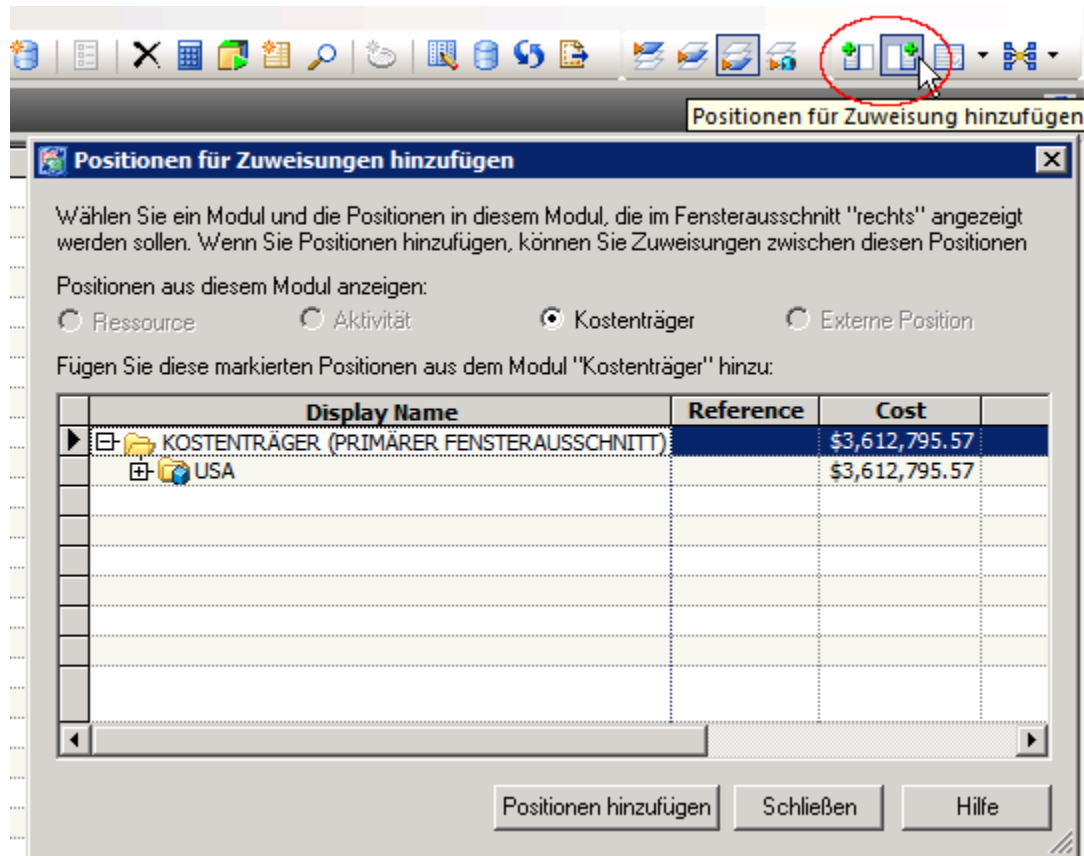 Positionen für Zuweisung hinzufügen
Positionen für Zuweisungen hinzufügen
Wählen Sie ein Modul und die Positionen in diesem Modul, die im Fensterausschnitt "rechts" angezeigt
werden sollen. Wenn Sie Positionen hinzufügen, können Sie Zuweisungen zwischen diesen Positionen
Positionen aus diesem Modul anzeigen:
Ressource Aktivität Kostenträger Externe Position
Fügen Sie diese markierten Positionen aus dem Modul "Kostenträger" hinzu:
Display Name Reference Cost
KOSTENTRÄGER (PRIMÄRER FENSTERAUSSCHNITT) $3,612,795.57
USA $3,612,795.57
Positionen hinzufügen Schließen Hilfe